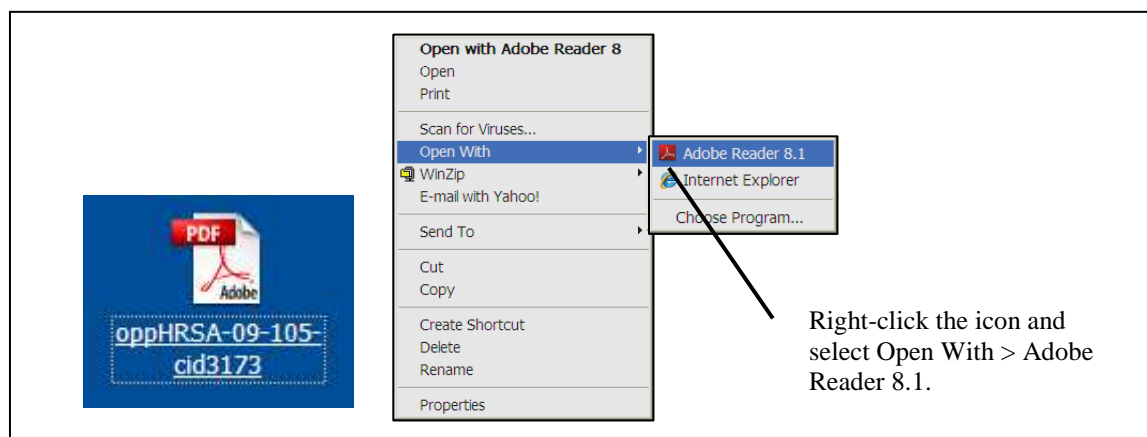 PDF
Adobe
oppHRSA-09-105-
cid3173
Open with Adobe Reader 8
Open
Print
Scan for Viruses...
Open With
WinZip
E-mail with Yahoo!
Send To
Cut
Copy
Create Shortcut
Delete
Rename
Properties
Adobe Reader 8.1
Internet Explorer
Choose Program...
Right-click the icon and
select Open With > Adobe
Reader 8.1.